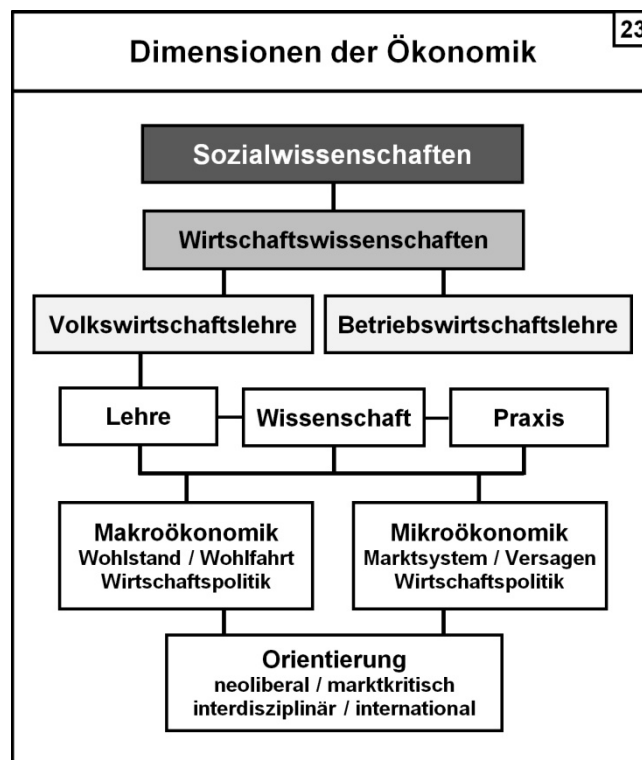 23
Dimensionen der Ökonomik
Sozialwissenschaften
Wirtschaftswissenschaften
Volkswirtschaftslehre
Betriebswirtschaftslehre
Lehre
Wissenschaft
Praxis
Makroökonomik
Wohlstand / Wohlfahrt
Wirtschaftspolitik
Mikroökonomik
Marktsystem / Versagen
Wirtschaftspolitik
Orientierung
neoliberal / marktkritisch
interdisziplinär / international